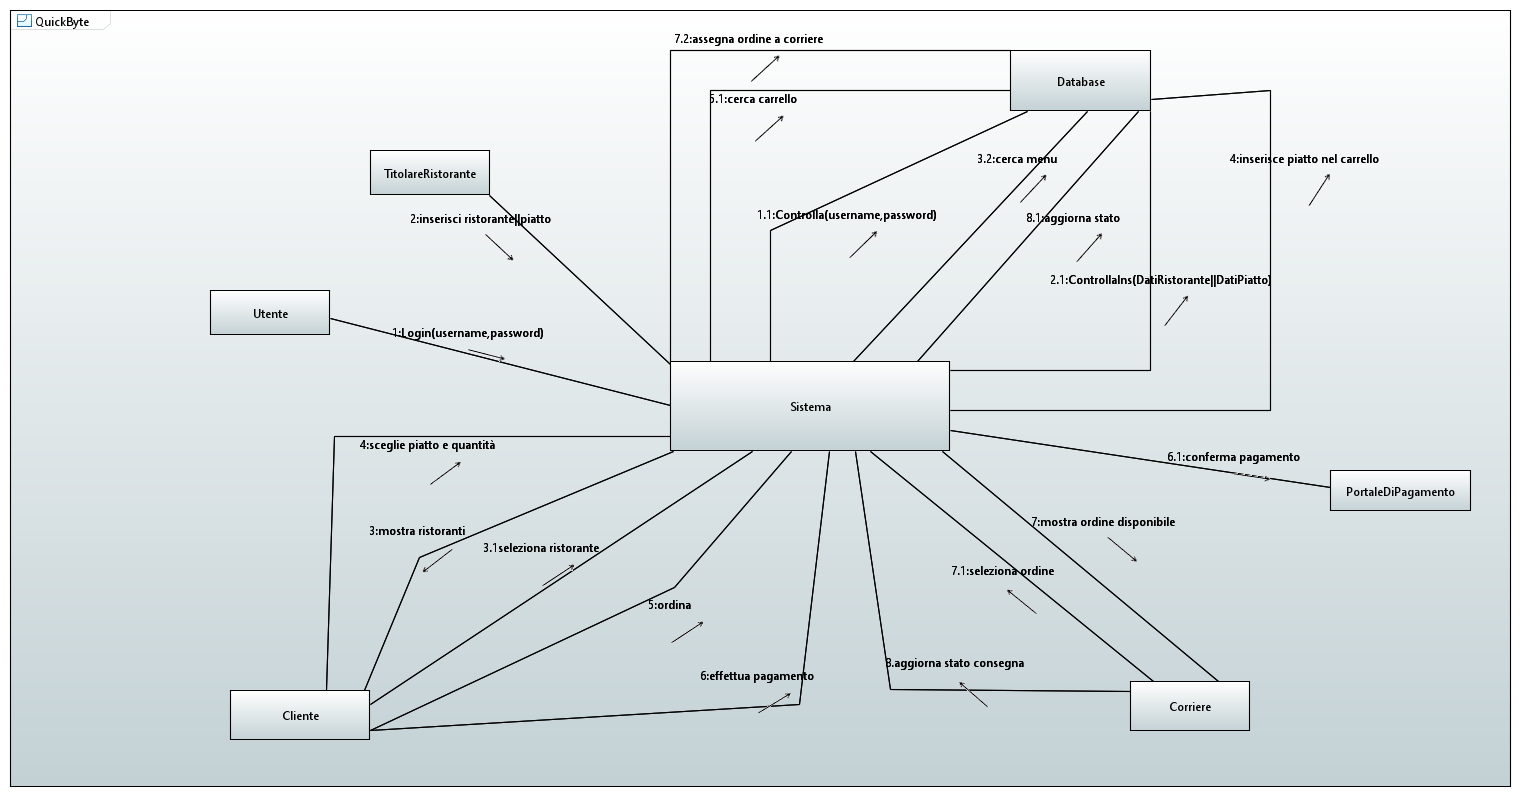 QuickByte
7.2:assegna ordine a corriere
Database
5.1:cerca carrello
3.2:cerca menu
4:inserisce piatto nel carrello
TitolareRistorante
2:inserisci ristorante||piatto
1.1:Controlla(username,password)
8.1:aggiorna stato
2.1:ControllaIns(DatiRistorante||DatiPiatto)
Utente
1:Login(username,password)
Sistema
4:sceglie piatto e quantità
6.1:conferma pagamento
PortaleDiPagamento
3:mostra ristoranti
3.1seleziona ristorante
7:mostra ordine disponibile
7.1:seleziona ordine
5:ordina
6:effettua pagamento
8.aggiorna stato consegna
Cliente
Corriere